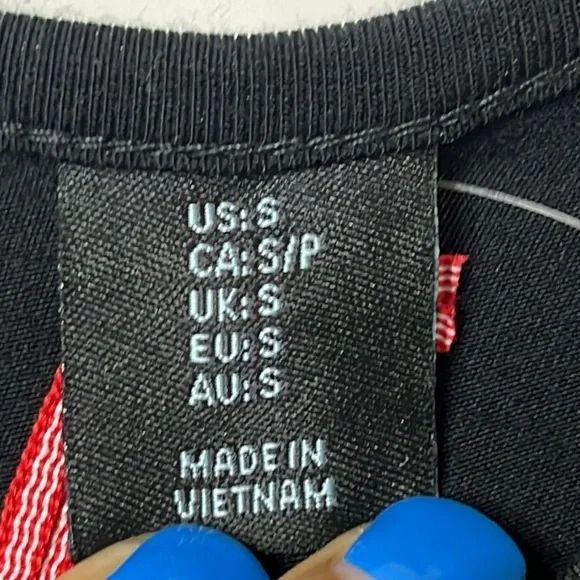 US: S
CA: S/P
UK: S
EU: S
AU: S
MADE IN
VIETNAM